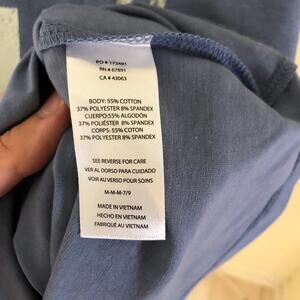 PO # 173491
RN # 67891
CA # 43063
BODY: 55% COTTON
37% POLYESTER 8% SPANDEX
CUERPO:55% ALGODÓN
37% POLIÉSTER 8% SPANDEX
CORPS: 55% COTON
37% POLYESTER 8% SPANDEX
SEE REVERSE FOR CARE
VER AL DORSO PARA CUIDADO
VOIR AU VERSO POUR SOINS
M-M-M-7/9
MADE IN VIETNAM
HECHO EN VIETNAM
FABRIQUÉ AU VIETNAM